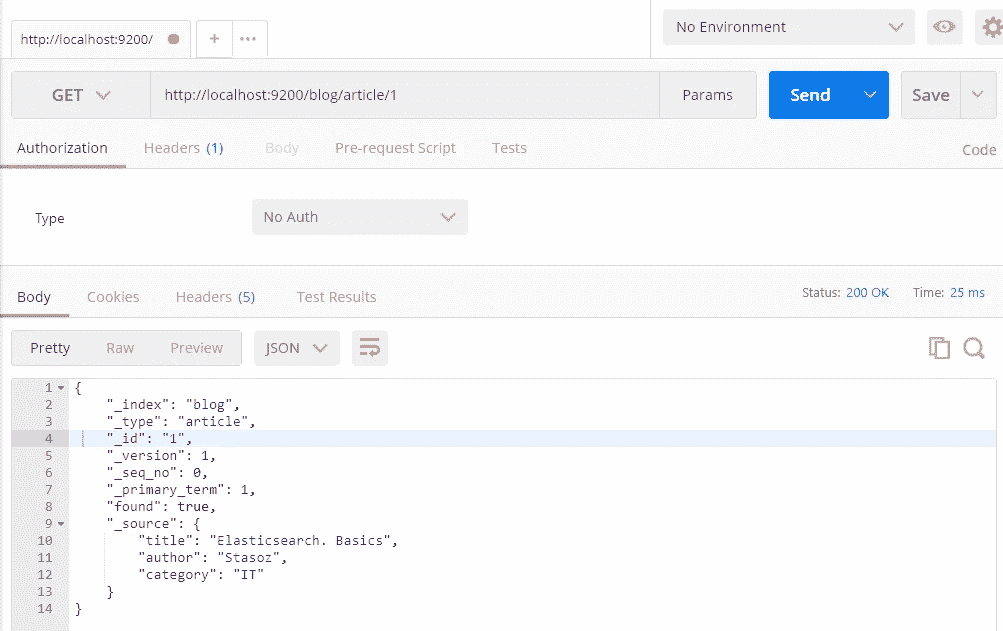 http://localhost:9200/
+
...
No Environment
GET
http://localhost:9200/blog/article/1
Params
Send
Save
Authorization
Headers (1)
Body
Pre-request Script
Tests
Code
Type
No Auth
Body
Cookies
Headers (5)
Test Results
Status: 200 OK
Time: 25 ms
Pretty
Raw
Preview
JSON
1 {
2 "_index": "blog",
3 "_type": "article",
4 "_id": "1",
5 "_version": 1,
6 "_seq_no": 0,
7 "_primary_term": 1,
8 "found": true,
9 "_source": {
10 "title": "Elasticsearch. Basics",
11 "author": "Stasoz",
12 "category": "IT"
13 }
14 }